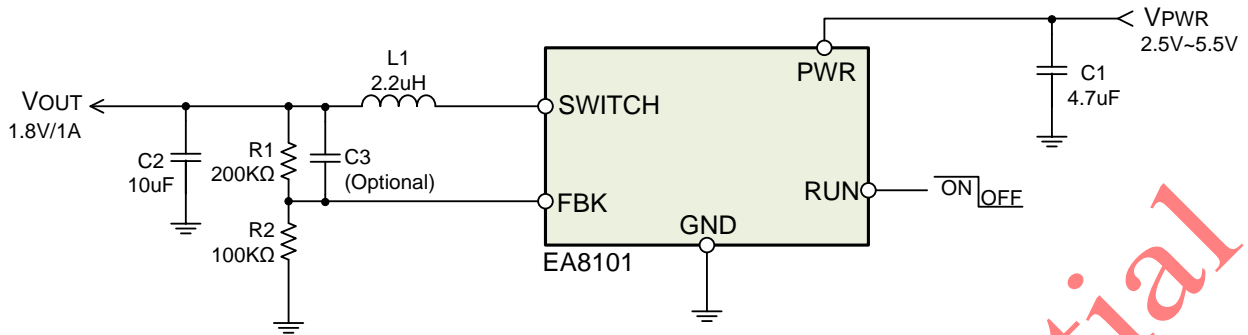 VPWR
2.5V~5.5V
L1
2.2uH
PWR
C1
4.7uF
VOUT
1.8V/1A
SWITCH
C2
10uF
R1
200KΩ
C3
(Optional)
FBK
RUN
ON
OFF
GND
R2
100KΩ
EA8101
tial